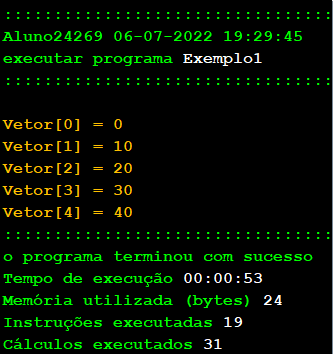 ::::::::::::::::::::::::::::::::::
Aluno24269 06-07-2022 19:29:45
executar programa Exemplo1
::::::::::::::::::::::::::::::::::
Vetor[0] = 0
Vetor[1] = 10
Vetor[2] = 20
Vetor[3] = 30
Vetor[4] = 40
::::::::::::::::::::::::::::::::::
o programa terminou com sucesso
Tempo de execução 00:00:53
Memória utilizada (bytes) 24
Instruções executadas 19
Cálculos executados 31